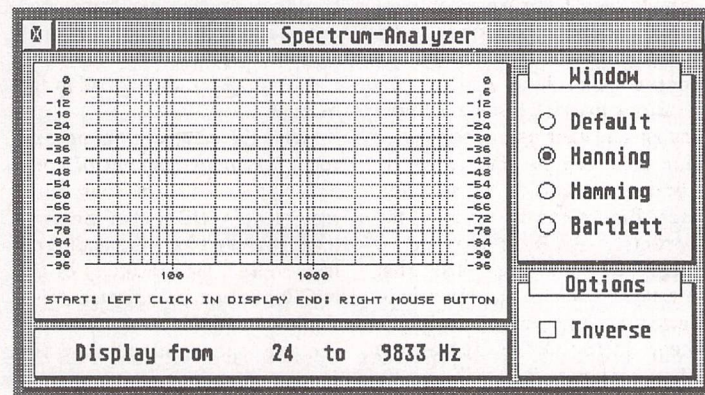 Spectrum-Analyzer
0 0
- 6 - 6
-12 -12
-18 -18
-24 -24
-30 -30
-36 -36
-42 -42
-48 -48
-54 -54
-60 -60
-66 -66
-72 -72
-78 -78
-84 -84
-90 -90
-96 -96
100 1000
START: LEFT CLICK IN DISPLAY END: RIGHT MOUSE BUTTON
Display from 24 to 9833 Hz
Window
Default
Hanning
Hamming
Bartlett
Options
Inverse